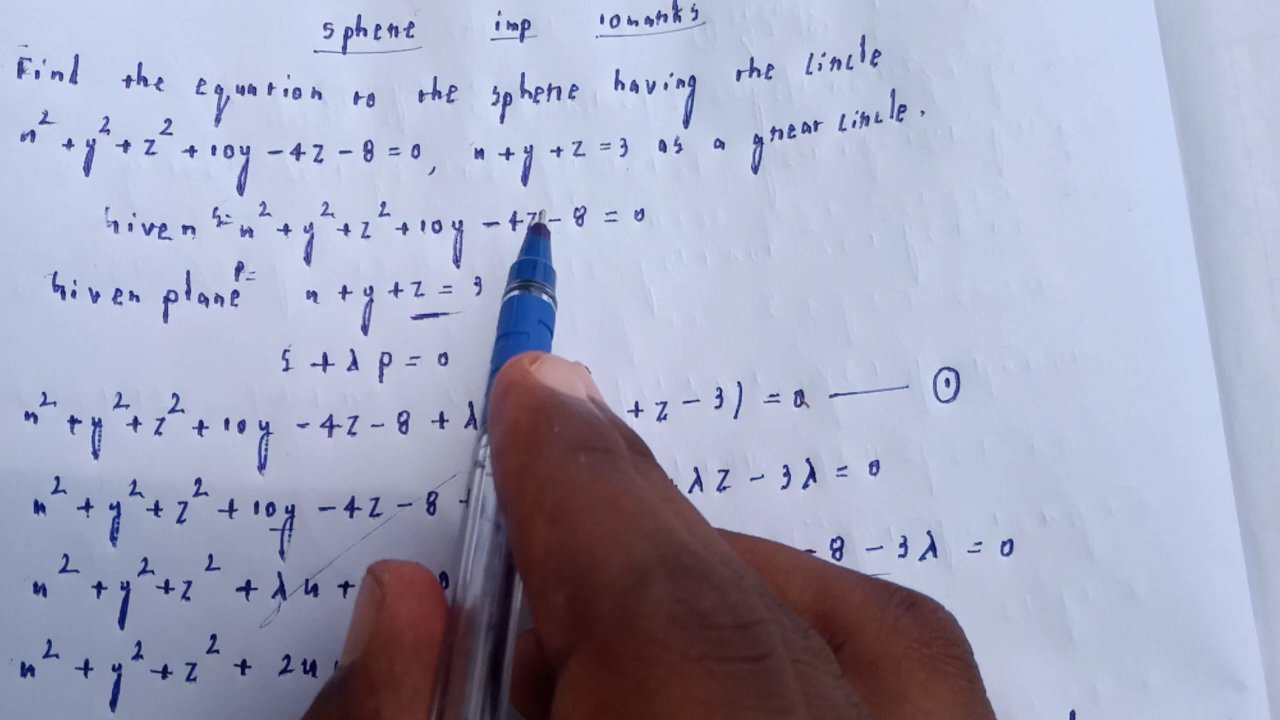 sphere imp 10 marks
Find the equation to the sphere having the circle
x² + y² + z² + 10y - 4z - 8 = 0, x + y + z = 3 as a great circle.
Given S= x² + y² + z² + 10y - 4z - 8 = 0
Given plane P= x + y + z = 3
S + λ P = 0
x² + y² + z² + 10y - 4z - 8 + λ + z - 3) = 0 —— ①
x² + y² + z² + 10y - 4z - 8 + λz - 3λ = 0
x² + y² + z² + λx + - 8 - 3λ = 0
x² + y² + z² + 2u